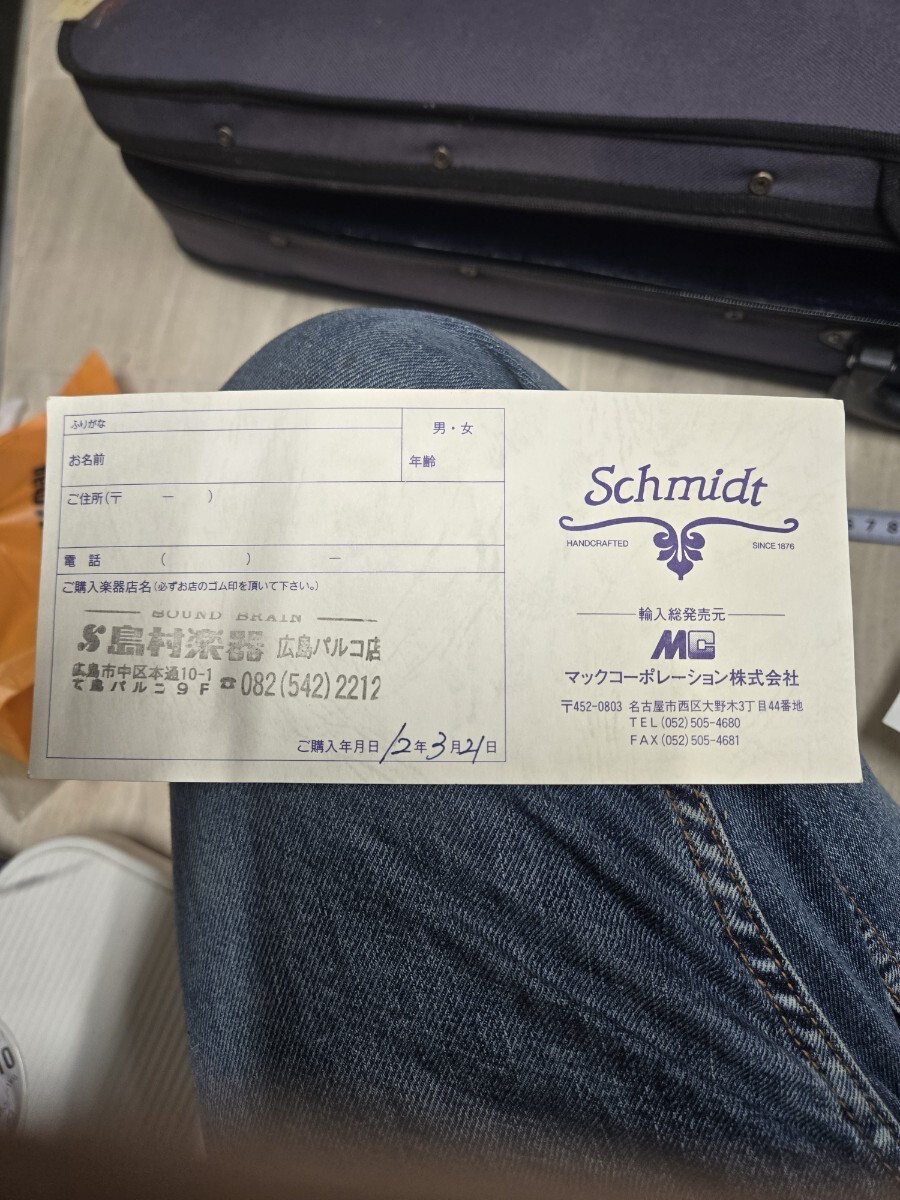 ふりがな
男・女
お名前
年齢
ご住所(〒　－　)
電 話 (　) －
ご購入楽器店名(必ずお店のゴム印を頂いて下さい。)
SOUND BRAIN
島村楽器 広島パルコ店
広島市中区本通10-1
広島パルコ9F ☎082(542)2212
ご購入年月日 12年3月21日
Schmidt
HANDCRAFTED SINCE 1876
輸入総発売元
MC
マックコーポレーション株式会社
〒452-0803 名古屋市西区大野木3丁目44番地
TEL(052)505-4680
FAX(052)505-4681
7 8